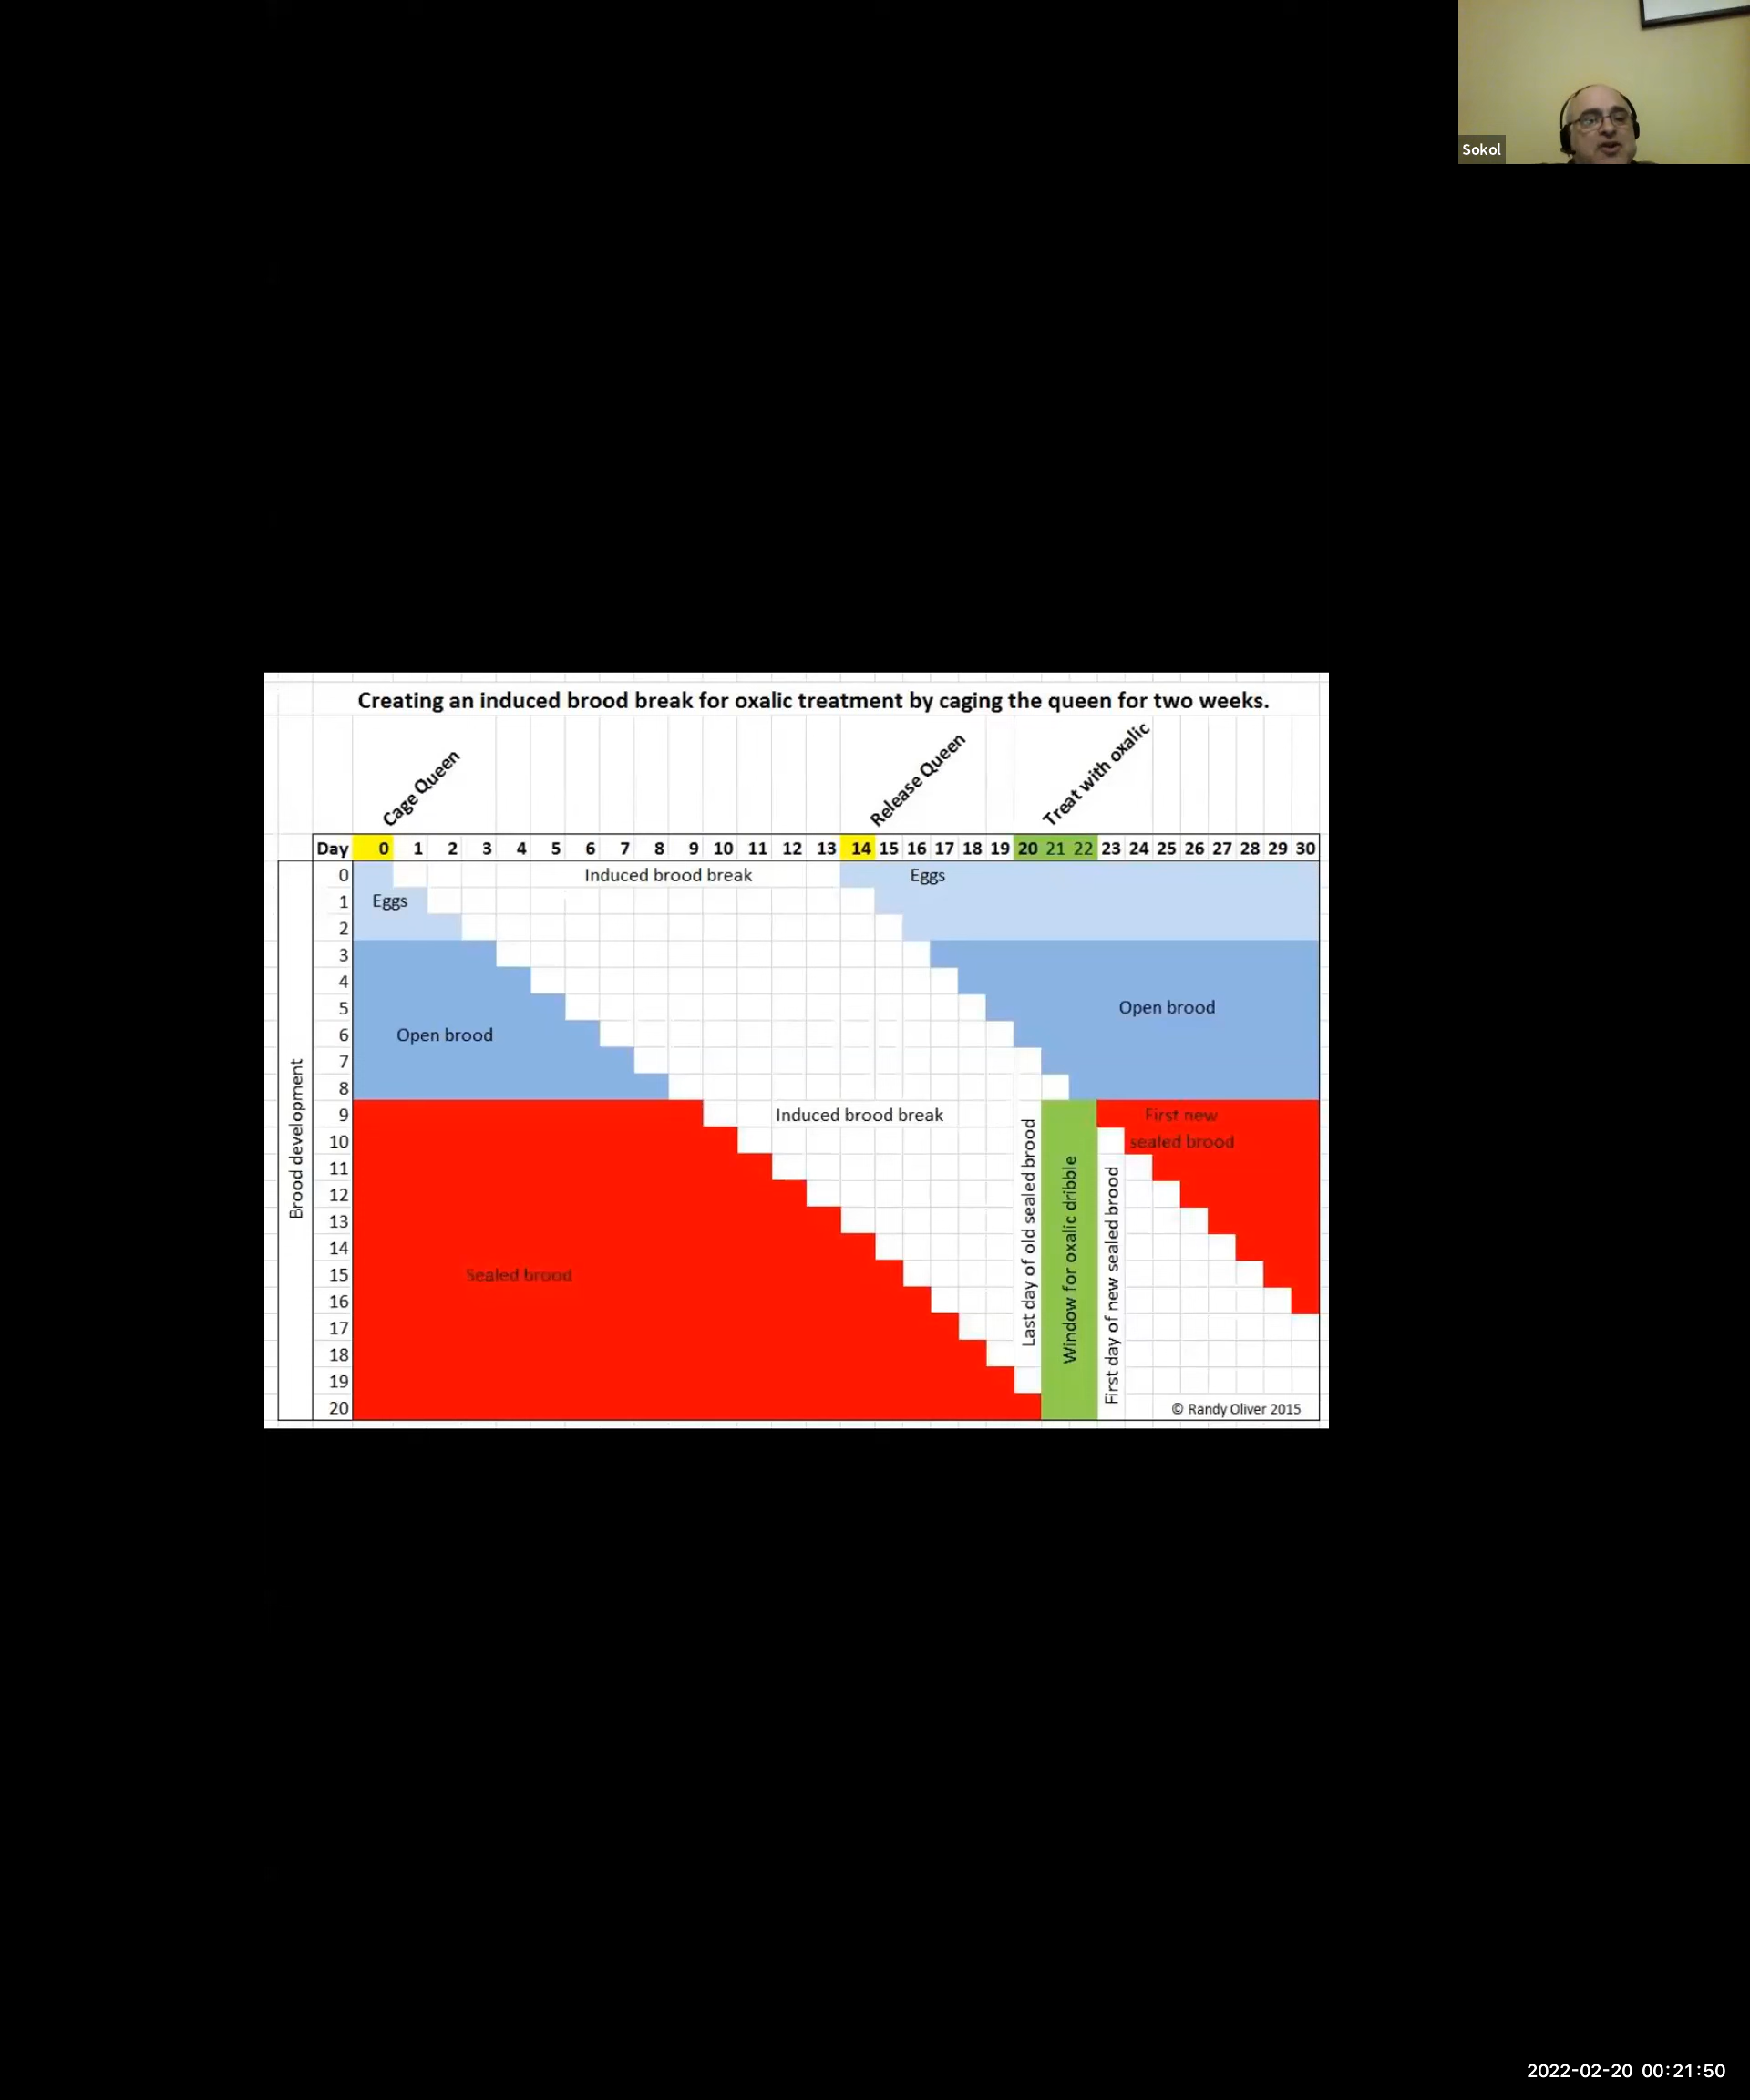 Sokol
Creating an induced brood break for oxalic treatment by caging the queen for two weeks.
Cage Queen
Release Queen
Treat with oxalic
Day 0 1 2 3 4 5 6 7 8 9 10 11 12 13 14 15 16 17 18 19 20 21 22 23 24 25 26 27 28 29 30
Brood development
0 Induced brood break Eggs
1 Eggs
2
3
4
5 Open brood
6 Open brood
7
8
9 Induced brood break First new
10 sealed brood
11
12
13
14
15 Sealed brood
16
17
18
19
20
Last day of old sealed brood
Window for oxalic dribble
First day of new sealed brood
© Randy Oliver 2015
2022-02-20 00:21:50